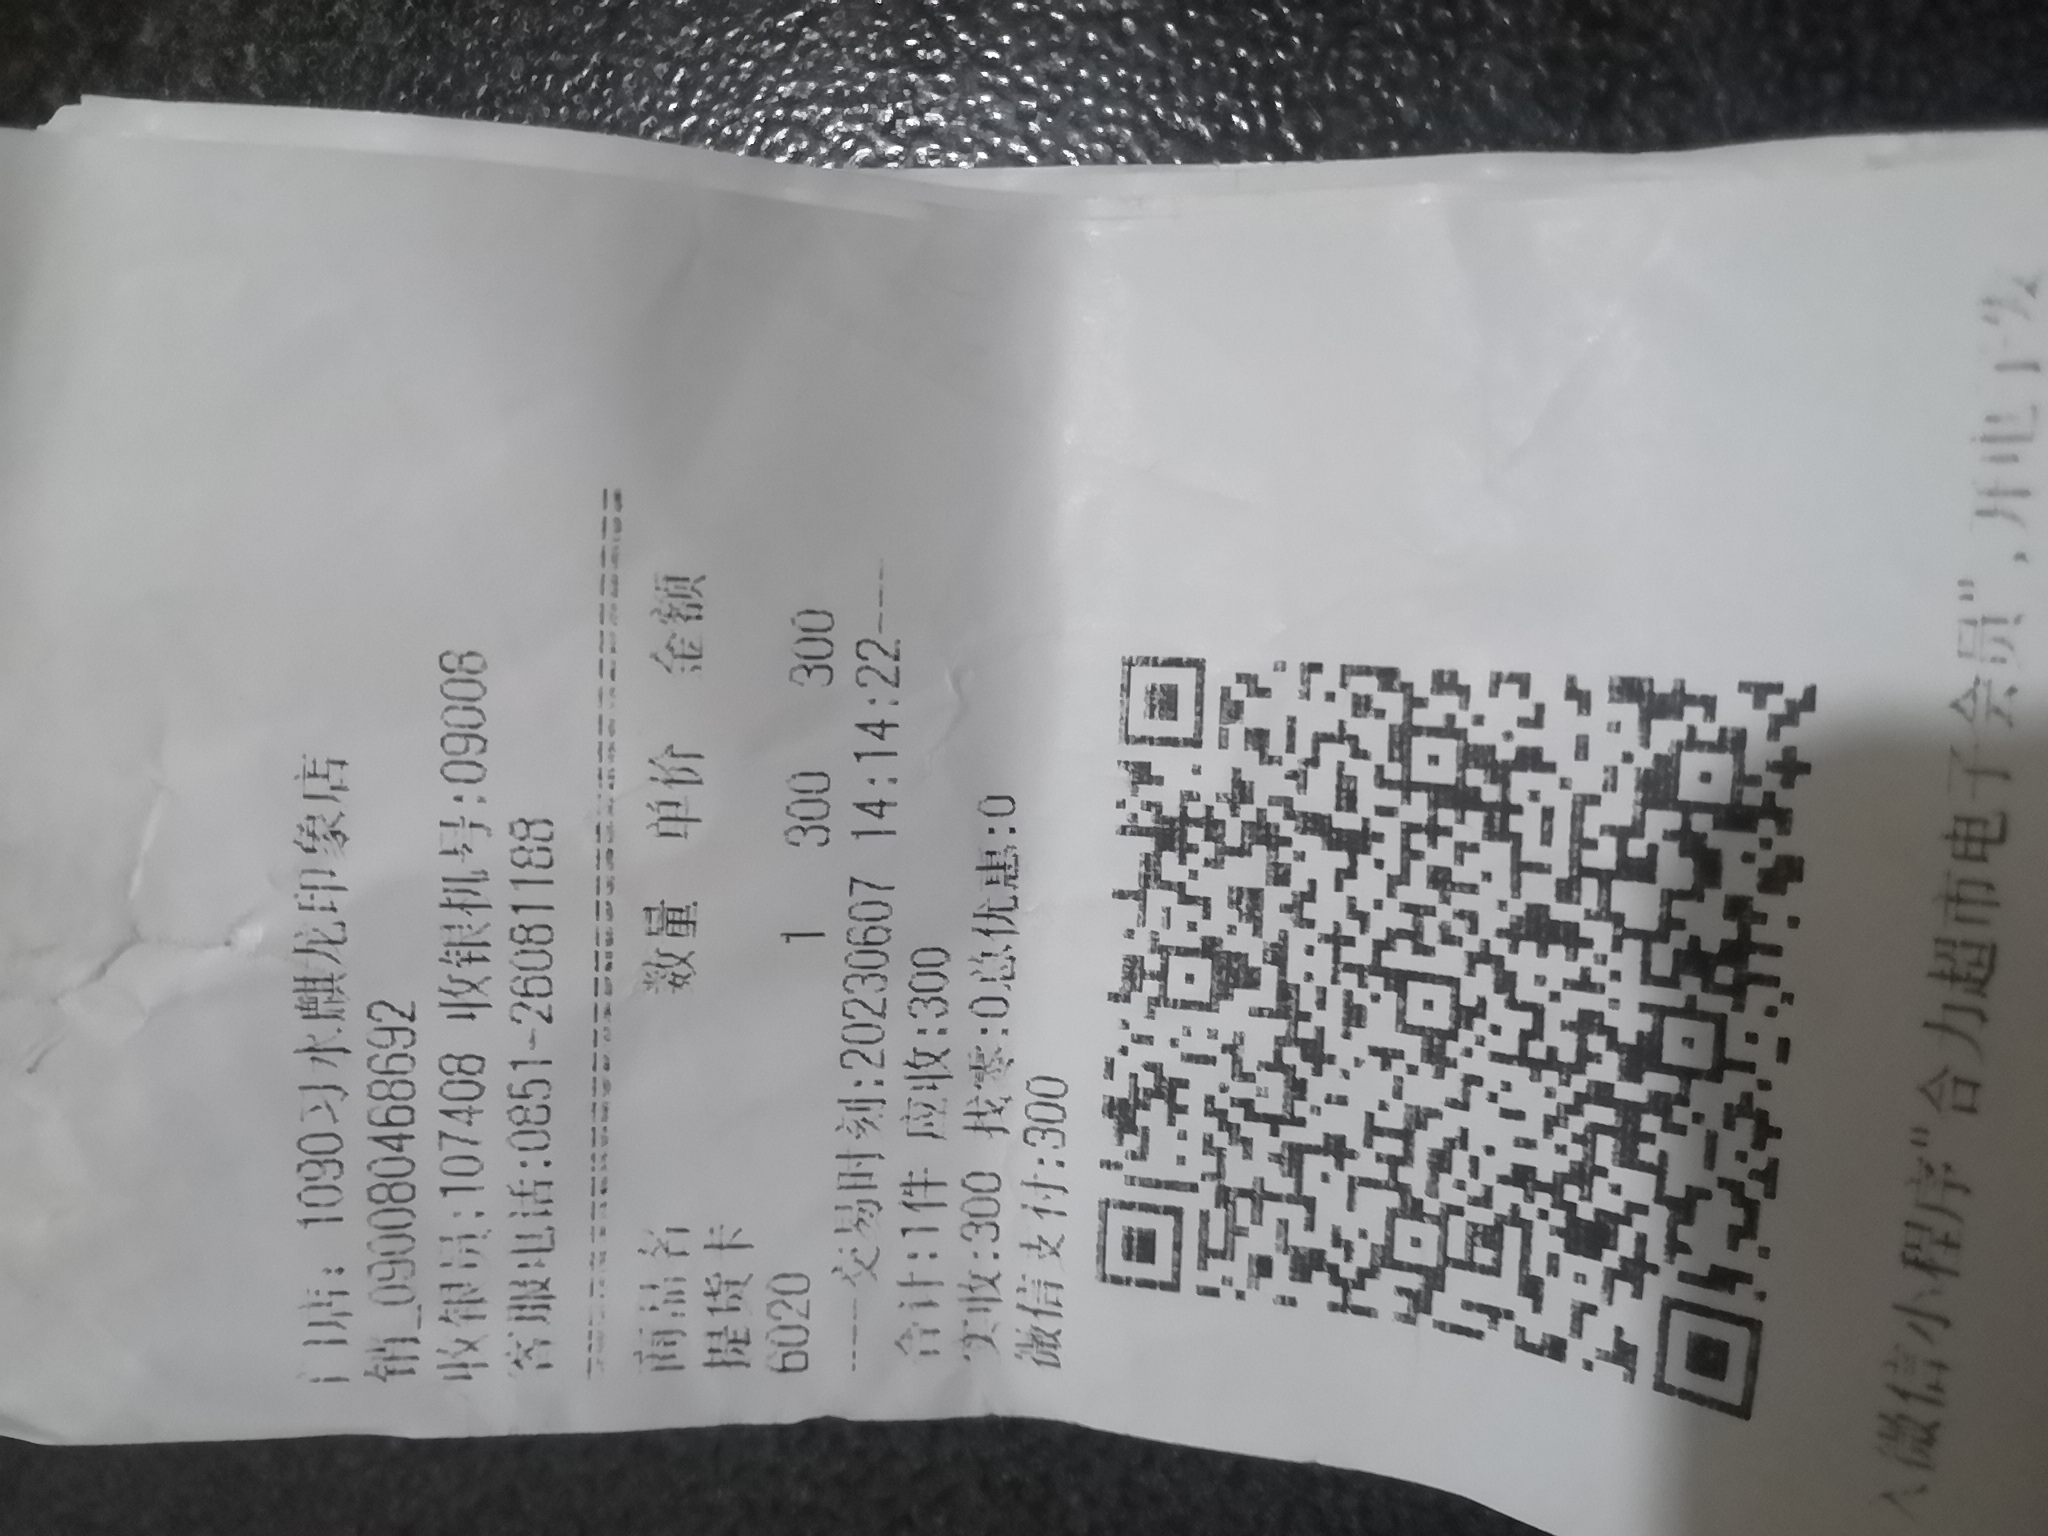 门店: 1090习水麒龙印象店
销_090080468692
收银员:107408 收银机号:09008
客服电话:0851-26081188
商品名 数量 单价 金额
提货卡
6020 1 300 300
----交易时刻:20230607 14:14:22----
合计:1件 应收:300
实收:300 找零:0总优惠:0
微信支付:300
入微信小程序"合力超市电子会员",开电子发